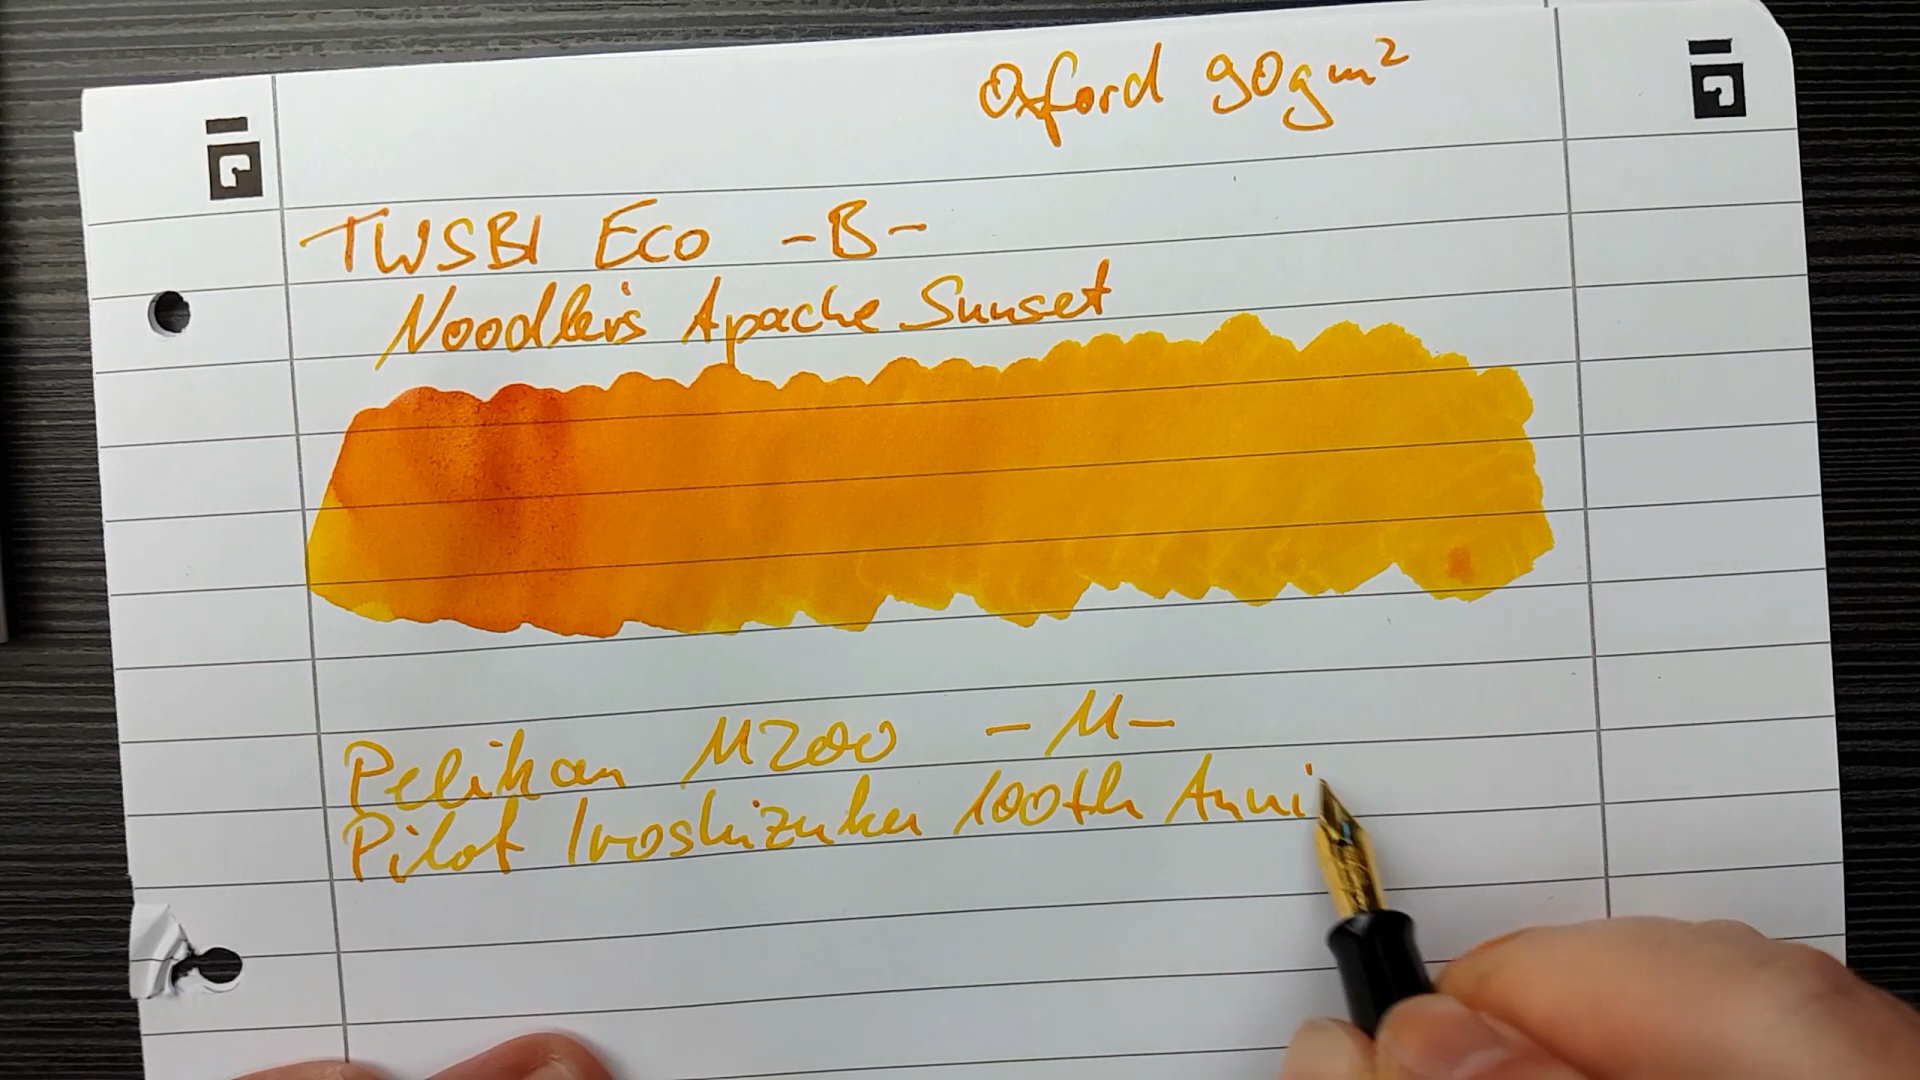 Oxford 90gm²
TWSBI Eco -B-
Noodler's Apache Sunset
Pelikan M200 -M-
Pilot Iroshizuku 100th Anni